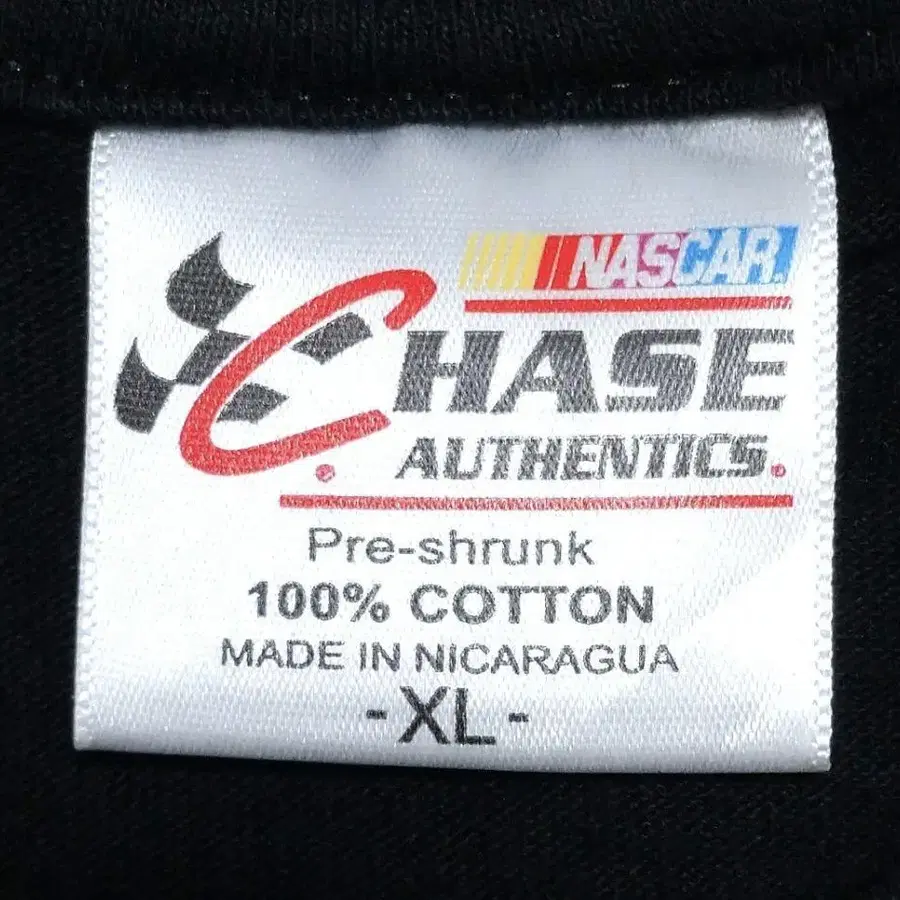 NASCAR.
CHASE
AUTHENTICS®
Pre-shrunk
100% COTTON
MADE IN NICARAGUA
-XL-